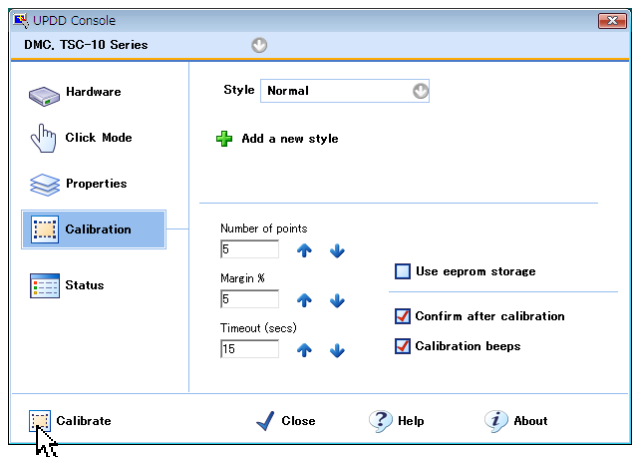 UPDD Console
DMC, TSC-10 Series
Hardware
Click Mode
Properties
Calibration
Status
Style Normal
Add a new style
Number of points
5
Margin %
5
Timeout (secs)
15
Use eeprom storage
Confirm after calibration
Calibration beeps
Calibrate Close Help About